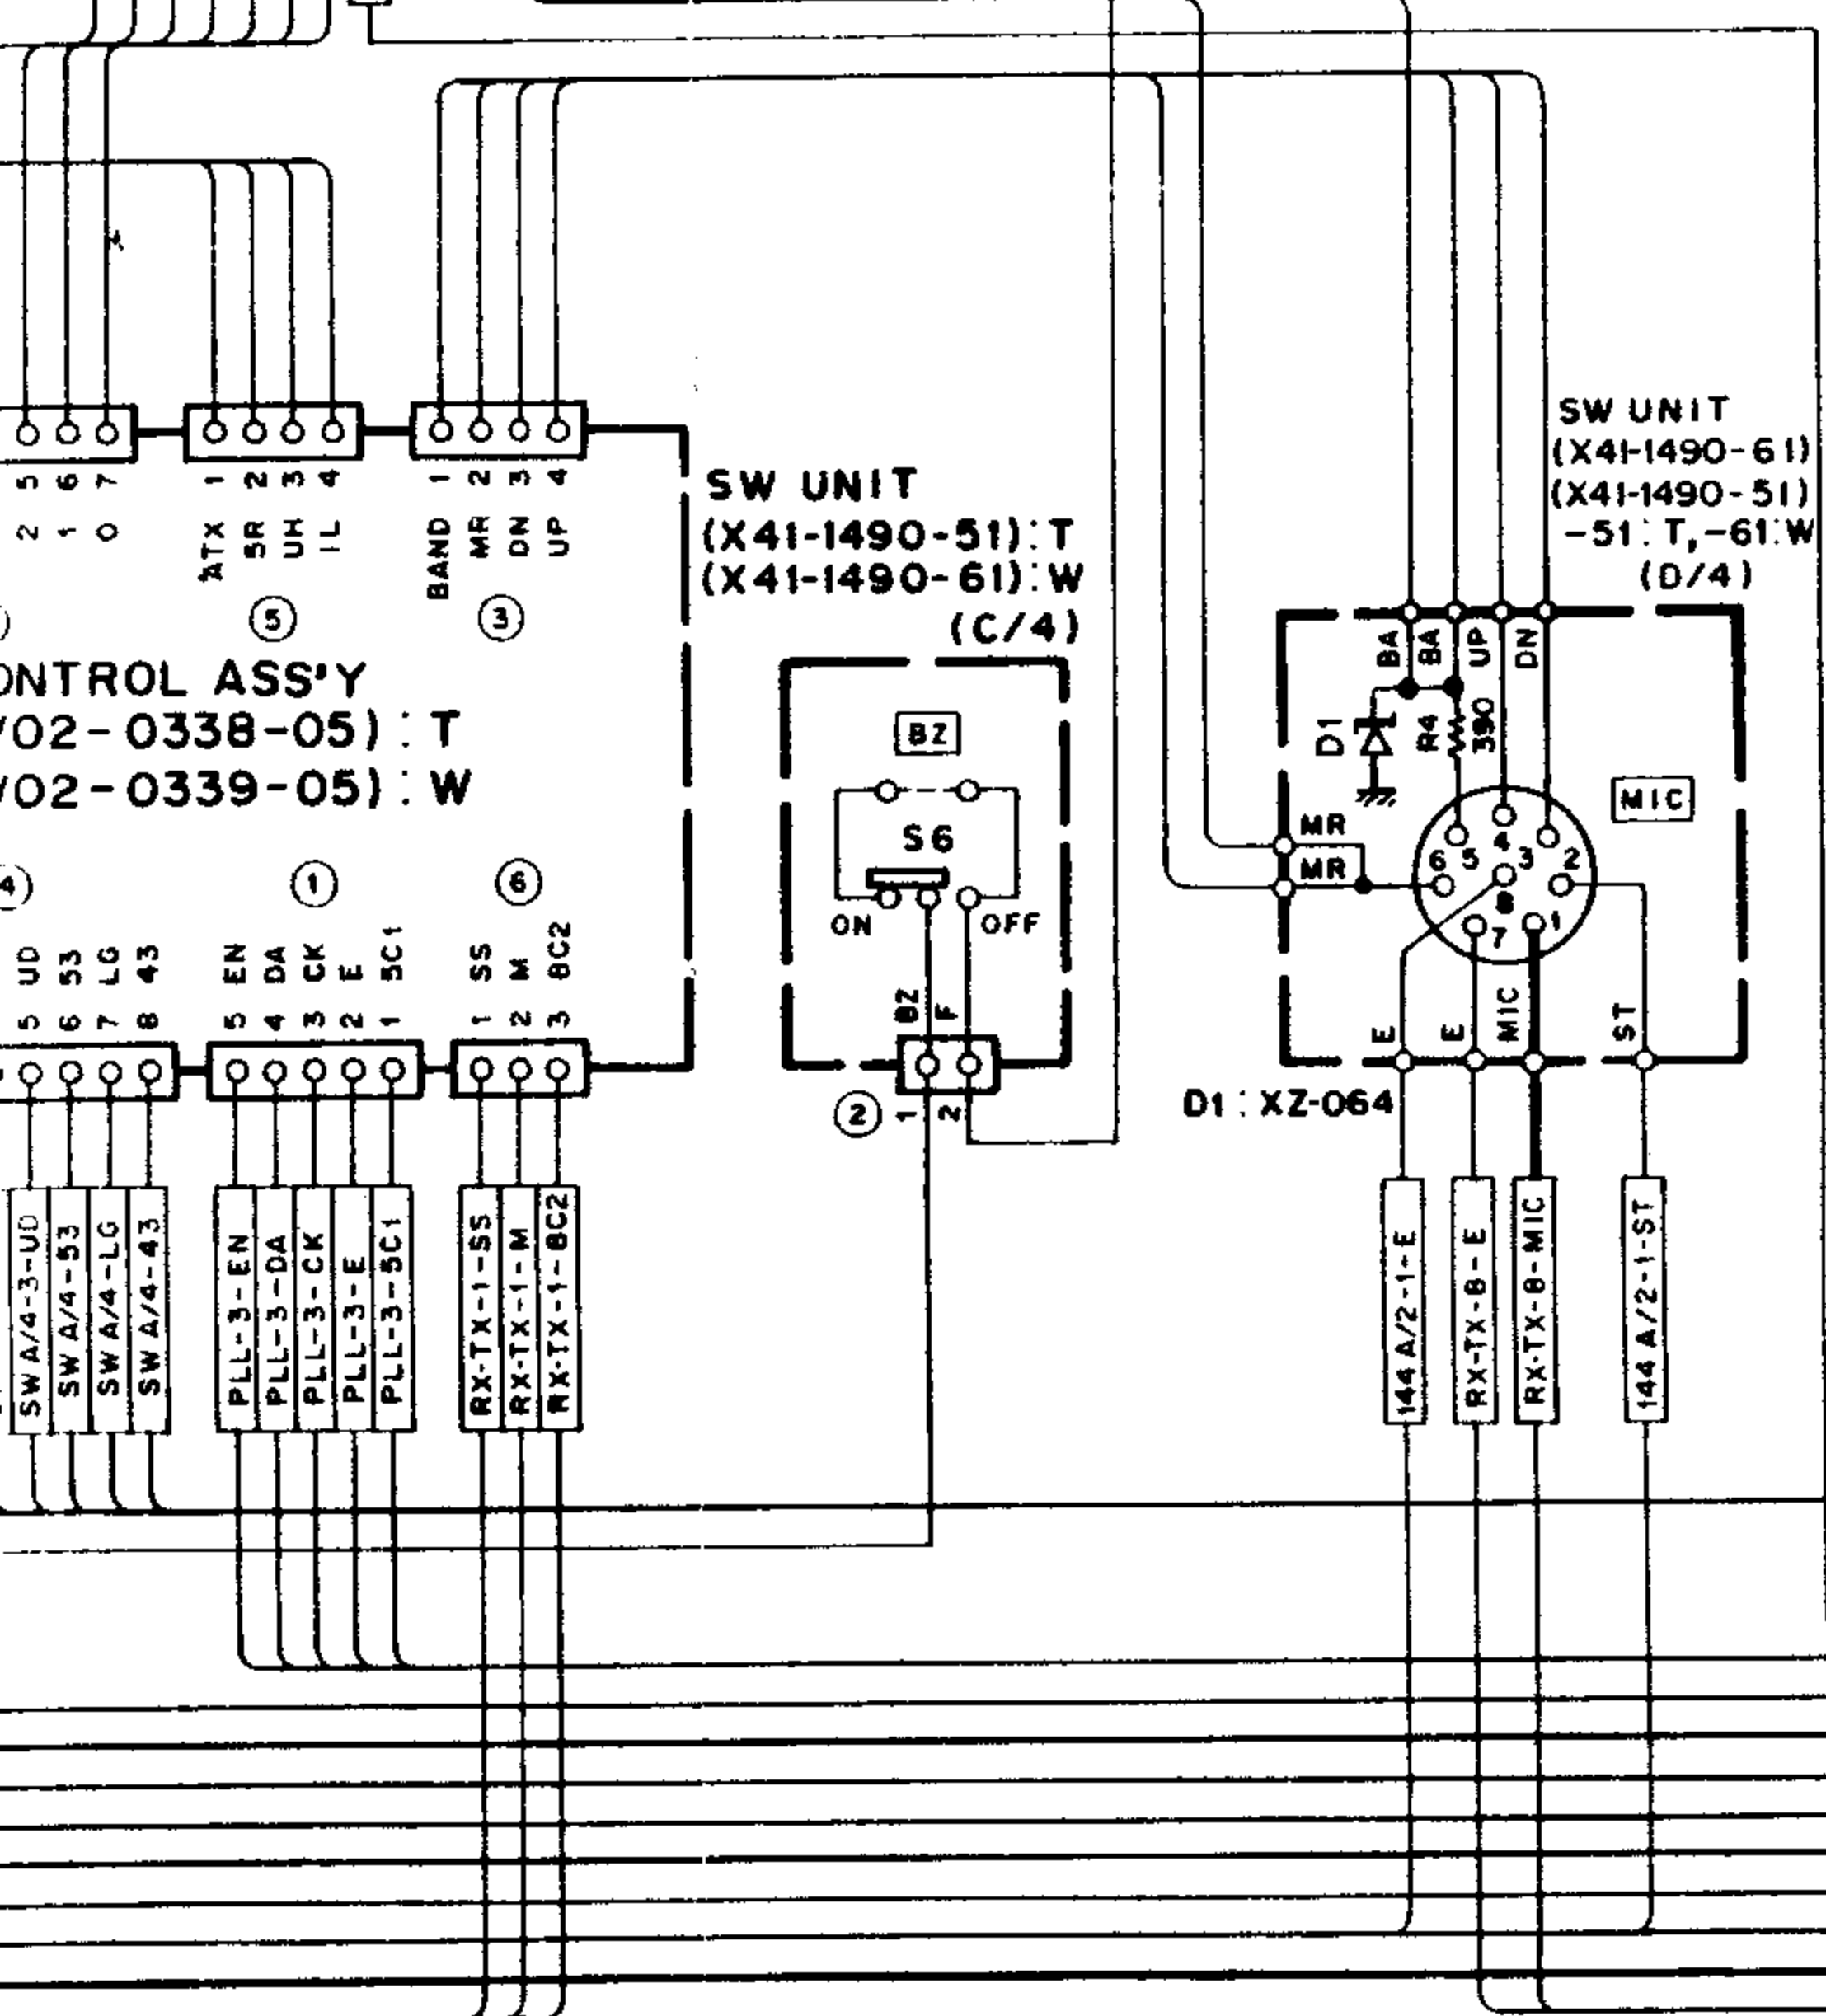 5 6 7
2 1 0
1 2 3 4
ATX SR UH IL
5
1 2 3 4
BAND MR DN UP
3
SW UNIT
(X41-1490-51):T
(X41-1490-61):W
(C/4)
SW UNIT
(X41-1490-61)
(X41-1490-51)
-51:T,-61:W
(D/4)
ONTROL ASS'Y
02-0338-05):T
02-0339-05):W
BZ
S6
ON OFF
BZ F
2
1 2
BA BA UP DN
D1 R4 390
MIC
MR
MR
6 5 4 3 2
8
7 1
E E MIC ST
D1:XZ-064
4 1 6
UD 53 LG 43
5 6 7 8
EN DA CK E 5C1
5 4 3 2 1
SS M 8C2
1 2 3
SW A/4-3-UD
SW A/4-53
SW A/4-LG
SW A/4-43
PLL-3-EN
PLL-3-DA
PLL-3-CK
PLL-3-E
PLL-3-5C1
RX-TX-1-SS
RX-TX-1-M
RX-TX-1-8C2
144 A/2-1-E
RX-TX-8-E
RX-TX-8-MIC
144 A/2-1-ST